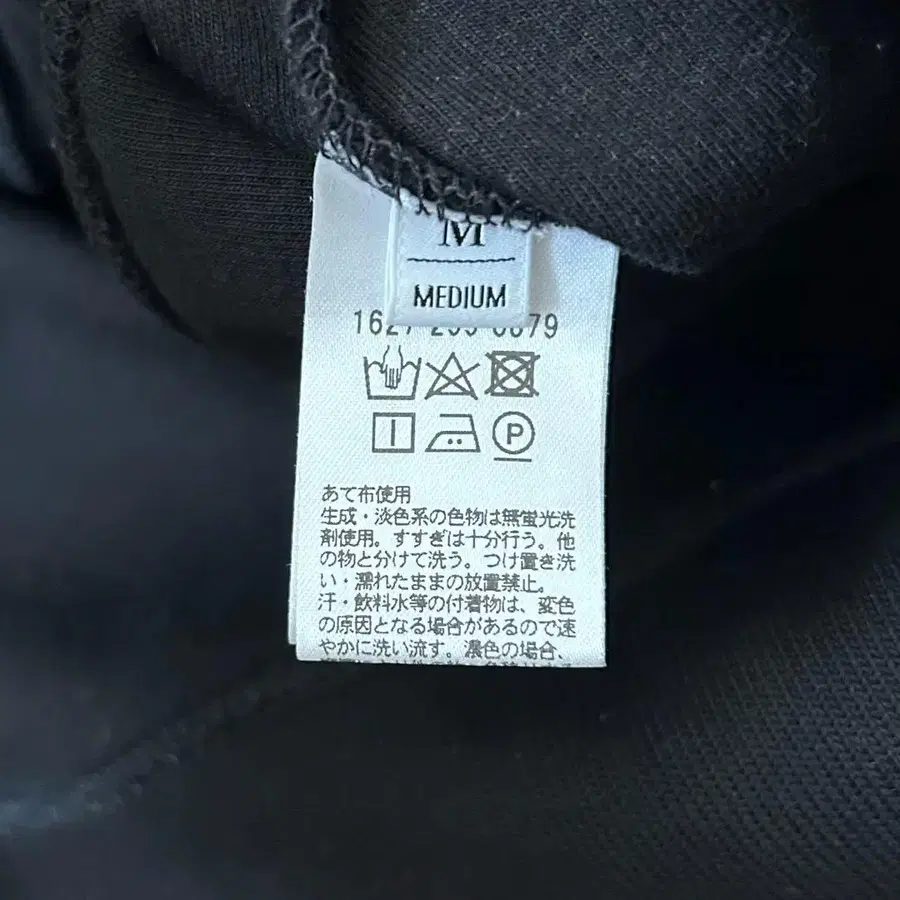 M
MEDIUM
あて布使用
生成・淡色系の色物は無蛍光洗
剤使用。すすぎは十分行う。他
の物と分けて洗う。つけ置き洗
い・濡れたままの放置禁止。
汗・飲料水等の付着物は、変色
の原因となる場合があるので速
やかに洗い流す。濃色の場合、